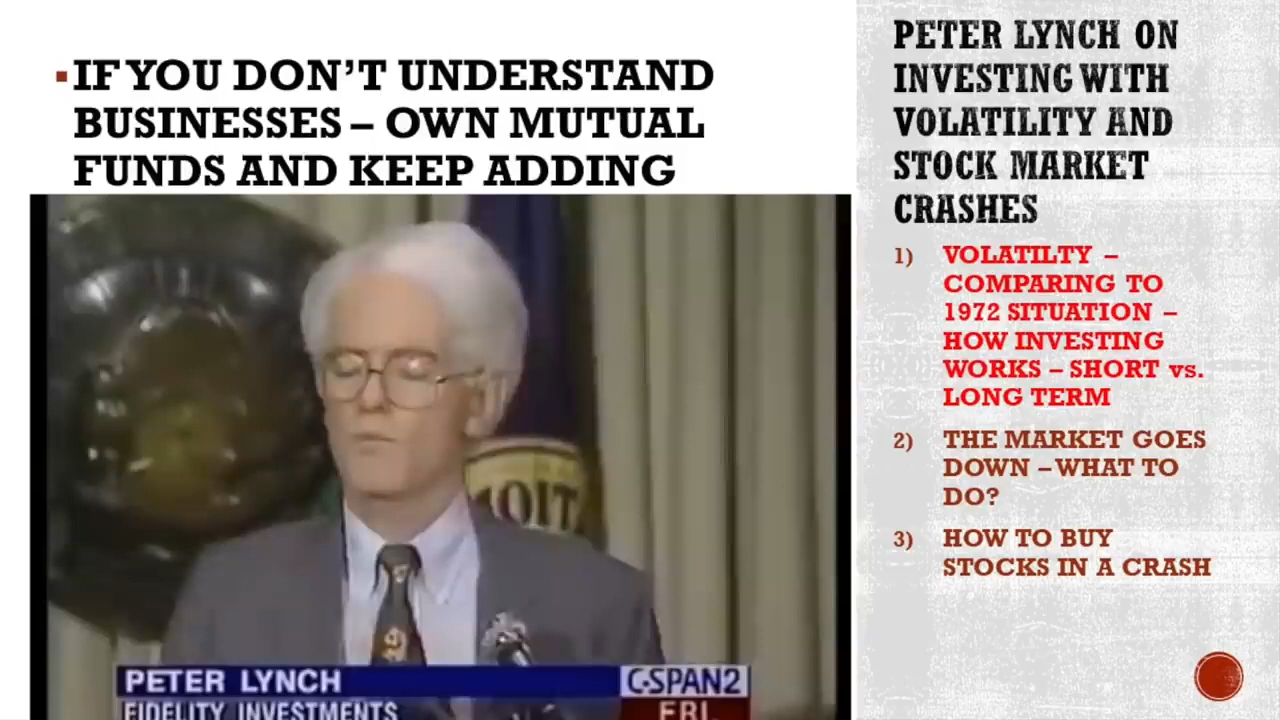 ▪IF YOU DON’T UNDERSTAND
BUSINESSES – OWN MUTUAL
FUNDS AND KEEP ADDING
PETER LYNCH
C-SPAN2
FIDELITY INVESTMENTS
FRI.
PETER LYNCH ON
INVESTING WITH
VOLATILITY AND
STOCK MARKET
CRASHES
1) VOLATILTY –
COMPARING TO
1972 SITUATION –
HOW INVESTING
WORKS – SHORT vs.
LONG TERM
2) THE MARKET GOES
DOWN – WHAT TO
DO?
3) HOW TO BUY
STOCKS IN A CRASH